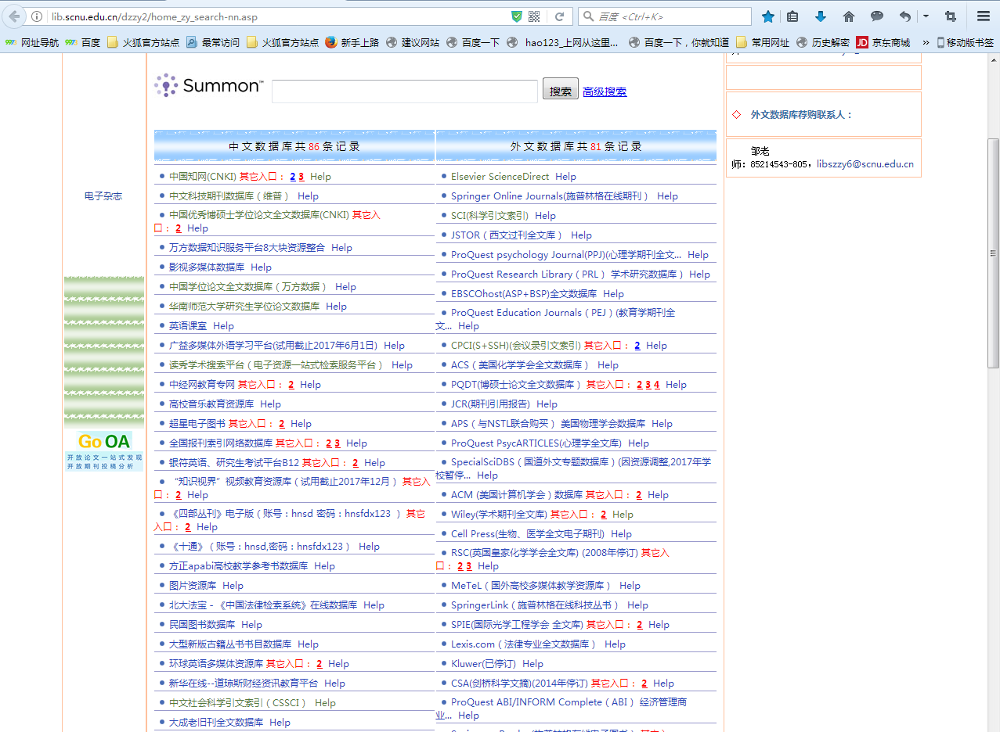 lib.scnu.edu.cn/dzzy2/home_zy_search-nn.asp
百度 <Ctrl+K>
网址导航 百度 火狐官方站点 最常访问 火狐官方站点 新手上路 建议网站 百度一下 hao123_上网从这里... 百度一下，你就知道 常用网址 历史解密 JD 京东商城 » 移动版书签
Summon™ 搜索 高级搜索
电子杂志
Go OA
开放论文一站式发现
开放期刊投稿分析
中文数据库共 86 条记录
中国知网(CNKI) 其它入口： 2 3 Help
中文科技期刊数据库（维普） Help
中国优秀博硕士学位论文全文数据库(CNKI) 其它入
口： 2 Help
万方数据知识服务平台8大块资源整合 Help
影视多媒体数据库 Help
中国学位论文全文数据库（万方数据） Help
华南师范大学研究生学位论文数据库 Help
英语课室 Help
广益多媒体外语学习平台(试用截止2017年6月1日) Help
读秀学术搜索平台（电子资源一站式检索服务平台） Help
中经网教育专网 其它入口： 2 Help
高校音乐教育资源库 Help
超星电子图书 其它入口： 2 Help
全国报刊索引网络数据库 其它入口： 2 3 Help
银符英语、研究生考试平台B12 其它入口： 2 Help
“知识视界”视频教育资源库（试用截止2017年12月） 其它入
口： 2 Help
《四部丛刊》电子版（账号：hnsd 密码：hnsfdx123 ） 其它
入口： 2 Help
《十通》（账号：hnsd,密码：hnsfdx123） Help
方正apabi高校教学参考书数据库 Help
图片资源库 Help
北大法宝－《中国法律检索系统》在线数据库 Help
民国图书数据库 Help
大型新版古籍丛书书目数据库 Help
环球英语多媒体资源库 其它入口： 2 Help
新华在线--道琼斯财经资讯教育平台 Help
中文社会科学引文索引（CSSCI） Help
大成老旧刊全文数据库 Help
外文数据库共 81 条记录
Elsevier ScienceDirect Help
Springer Online Journals(施普林格在线期刊） Help
SCI(科学引文索引) Help
JSTOR（西文过刊全文库） Help
ProQuest psychology Journal(PPJ)(心理学期刊全文... Help
ProQuest Research Library（PRL） 学术研究数据库） Help
EBSCOhost(ASP+BSP)全文数据库 Help
ProQuest Education Journals（PEJ）(教育学期刊全
文... Help
CPCI(S+SSH)(会议录引文索引) 其它入口： 2 Help
ACS（美国化学学会全文数据库） Help
PQDT(博硕士论文全文数据库） 其它入口： 2 3 4 Help
JCR(期刊引用报告) Help
APS（与NSTL联合购买） 美国物理学会数据库 Help
ProQuest PsycARTICLES(心理学全文库) Help
SpecialSciDBS（国道外文专题数据库）(因资源调整,2017年学
校暂停... Help
ACM (美国计算机学会）数据库 其它入口： 2 Help
Wiley(学术期刊全文库) 其它入口： 2 Help
Cell Press(生物、医学全文电子期刊) Help
RSC(英国皇家化学学会全文库) (2008年停订) 其它入
口： 2 3 Help
MeTeL（国外高校多媒体教学资源库） Help
SpringerLink（施普林格在线科技丛书） Help
SPIE(国际光学工程学会 全文库) 其它入口： 2 Help
Lexis.com（法律专业全文数据库） Help
Kluwer(已停订) Help
CSA(剑桥科学文摘)(2014年停订) 其它入口： 2 Help
ProQuest ABI/INFORM Complete（ABI） 经济管理商
业... Help
外文数据库荐购联系人：
邹老
师：85214543-805，libszzy6@scnu.edu.cn